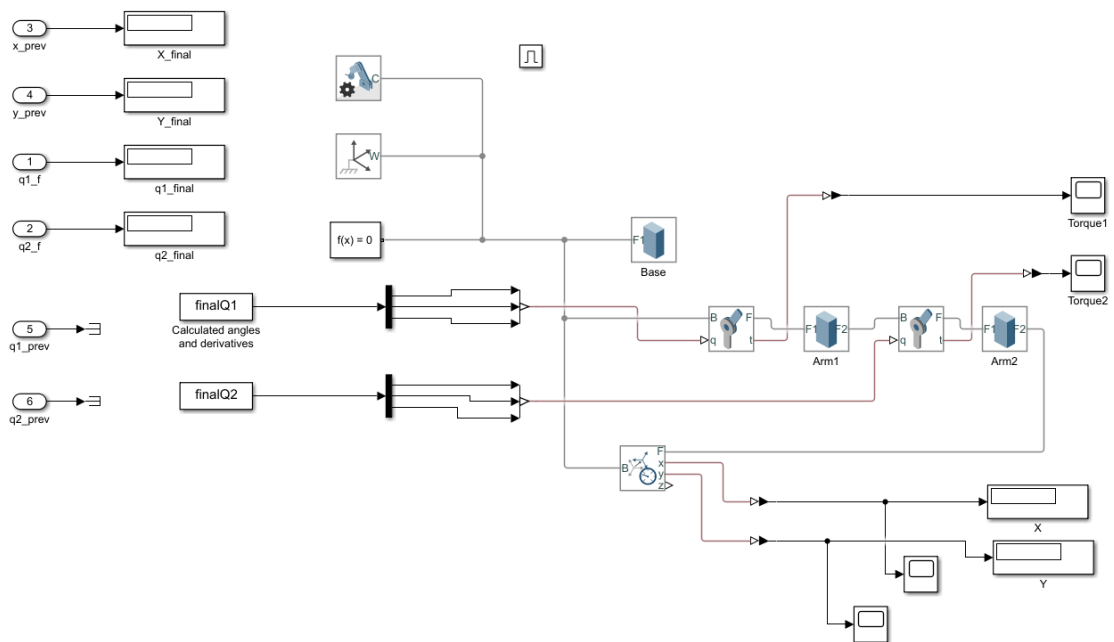 3
x_prev
X_final
4
y_prev
Y_final
1
q1_f
q1_final
2
q2_f
q2_final
C
W
f(x) = 0
F1
Base
Torque1
Torque2
finalQ1
Calculated angles
and derivatives
5
q1_prev
B
F
q
t
F1
F2
Arm1
B
F
q
t
F1
F2
Arm2
finalQ2
6
q2_prev
B
F
x
y
z
X
Y